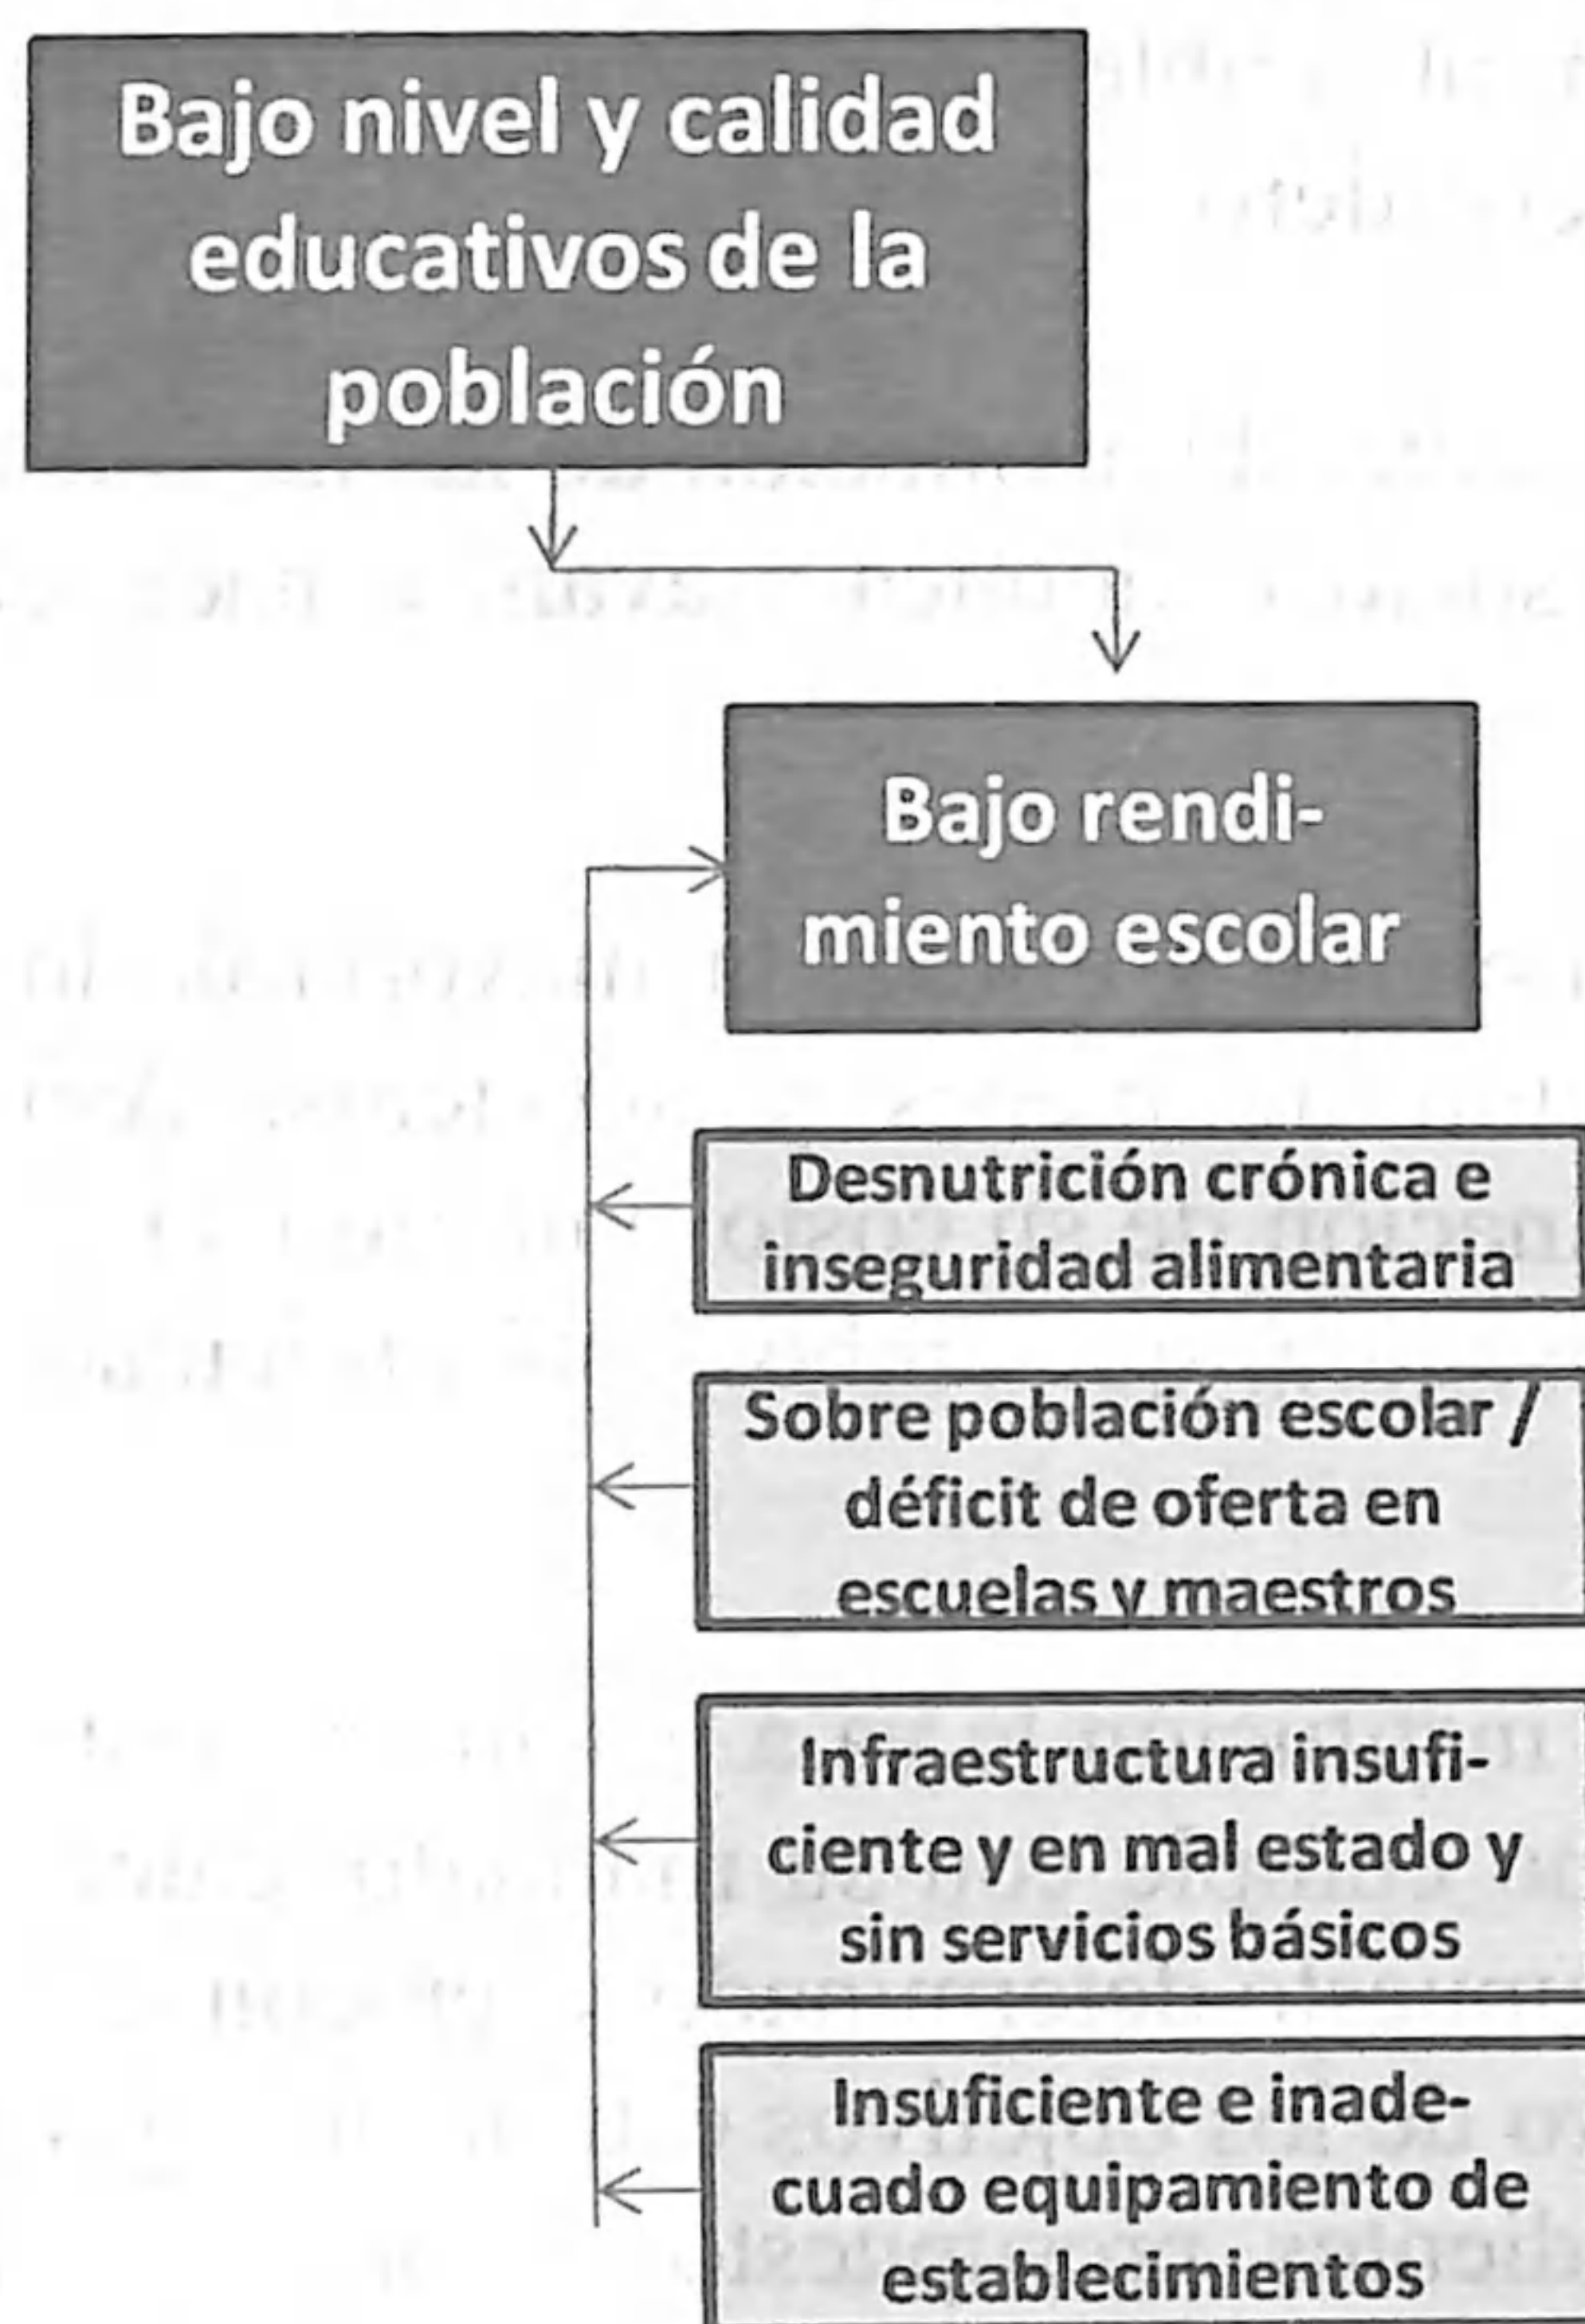 Bajo nivel y calidad
educativos de la
población
Bajo rendi-
miento escolar
Desnutrición crónica e
inseguridad alimentaria
Sobre población escolar /
déficit de oferta en
escuelas y maestros
Infraestructura insufi-
ciente y en mal estado y
sin servicios básicos
Insuficiente e inade-
cuado equipamiento de
establecimientos